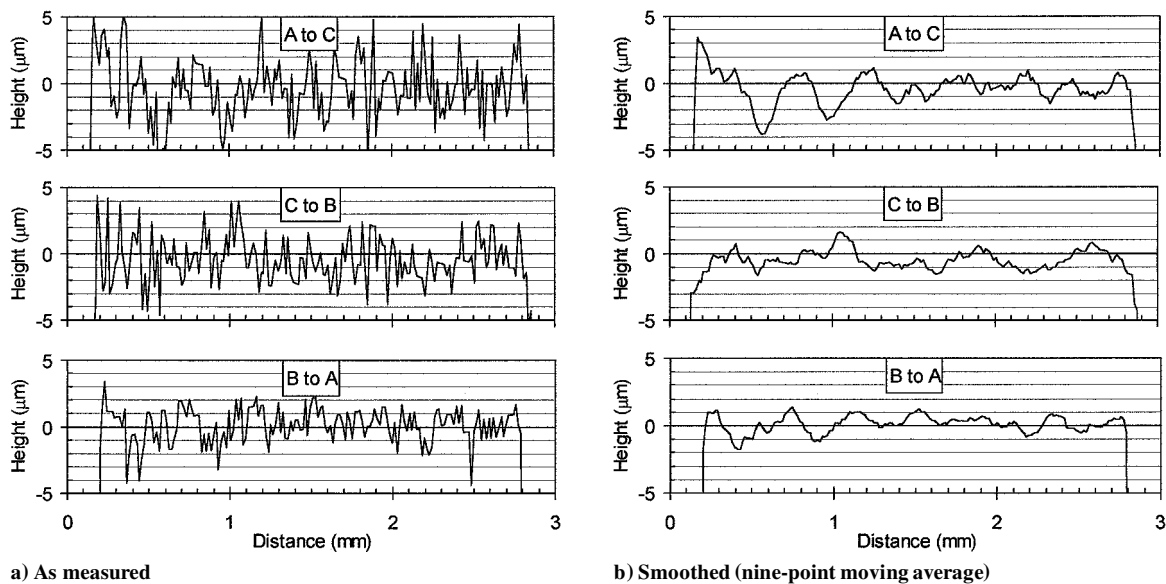 5
0
-5
Height (µm)
A to C
5
0
-5
Height (µm)
C to B
5
0
-5
Height (µm)
B to A
0
1
2
3
Distance (mm)
a) As measured
5
0
-5
Height (µm)
A to C
5
0
-5
Height (µm)
C to B
5
0
-5
Height (µm)
B to A
0
1
2
3
Distance (mm)
b) Smoothed (nine-point moving average)